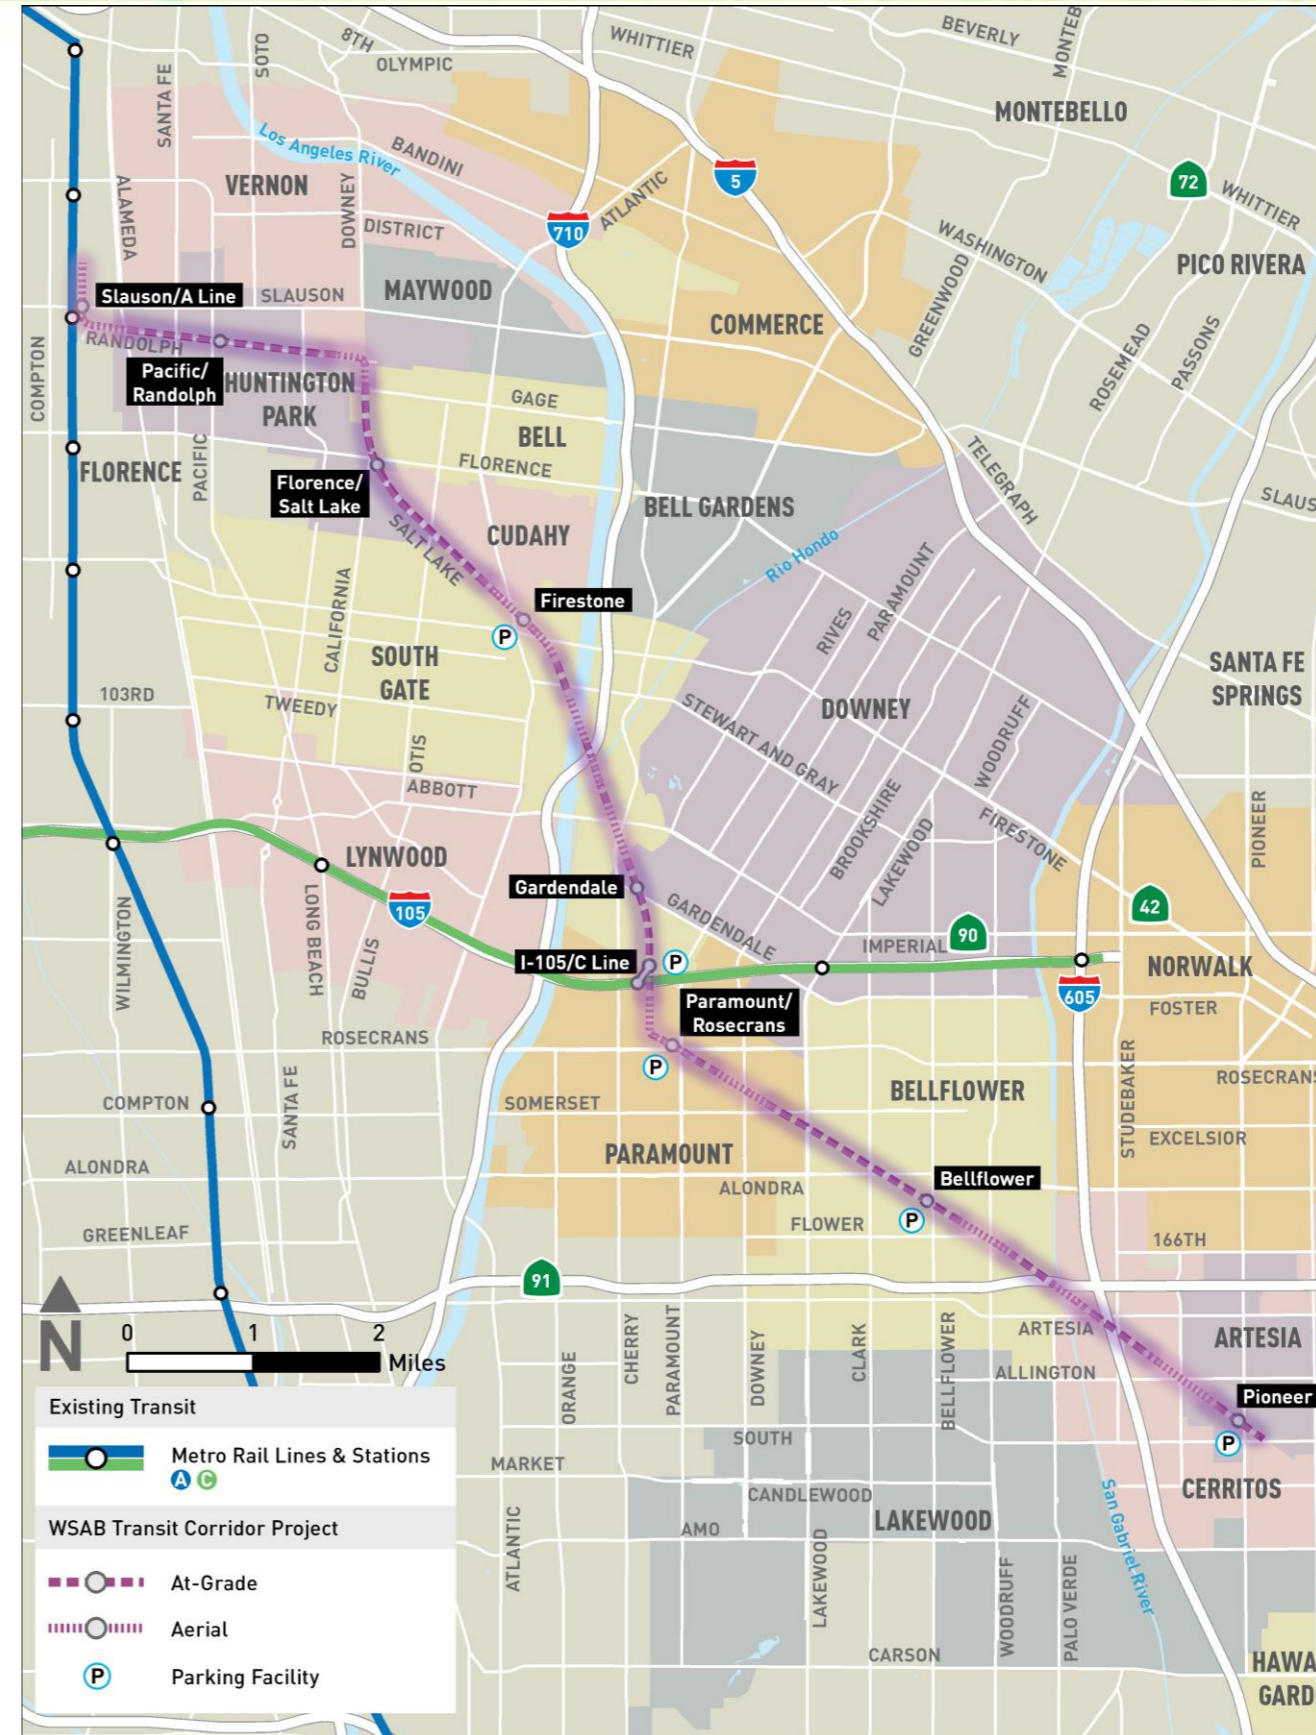 BEVERLY
MONTEB
WHITTIER
8TH
SOTO
OLYMPIC
SANTA FE
MONTEBELLO
Los Angeles River
BANDINI
5
72
VERNON
ATLANTIC
WHITTIER
ALAMEDA
DOWNEY
DISTRICT
710
WASHINGTON
PICO RIVERA
MAYWOOD
Slauson/A Line
SLAUSON
GREENWOOD
COMMERCE
RANDOLPH
COMPTON
ROSEMEAD
PASSONS
Pacific/
Randolph
HUNTINGTON
PARK
GAGE
BELL
FLORENCE
PACIFIC
FLORENCE
TELEGRAPH
Florence/
Salt Lake
BELL GARDENS
SLAUS
CUDAHY
SALT LAKE
Rio Hondo
Firestone
P
CALIFORNIA
PARAMOUNT
RIVES
SOUTH
GATE
SANTA FE
SPRINGS
103RD
TWEEDY
DOWNEY
STEWART AND GRAY
WOODRUFF
OTIS
ABBOTT
BROOKSHIRE
LAKEWOOD
FIRESTONE
PIONEER
LYNWOOD
Gardendale
105
GARDENDALE
42
LONG BEACH
WILMINGTON
BULLIS
IMPERIAL
90
I-105/C Line
P
NORWALK
605
Paramount/
Rosecrans
FOSTER
ROSECRANS
P
ROSECRANS
STUDEBAKER
BELLFLOWER
COMPTON
SANTA FE
SOMERSET
EXCELSIOR
PARAMOUNT
ALONDRA
ALONDRA
Bellflower
P
GREENLEAF
FLOWER
166TH
91
N
0 1 2
Miles
CHERRY
PARAMOUNT
DOWNEY
CLARK
BELLFLOWER
ARTESIA
ARTESIA
ORANGE
ALLINGTON
Pioneer
P
SOUTH
MARKET
CERRITOS
CANDLEWOOD
LAKEWOOD
AMO
ATLANTIC
LAKEWOOD
WOODRUFF
PALO VERDE
San Gabriel River
CARSON
HAWA
GARD
Existing Transit
Metro Rail Lines & Stations
A C
WSAB Transit Corridor Project
At-Grade
Aerial
P Parking Facility